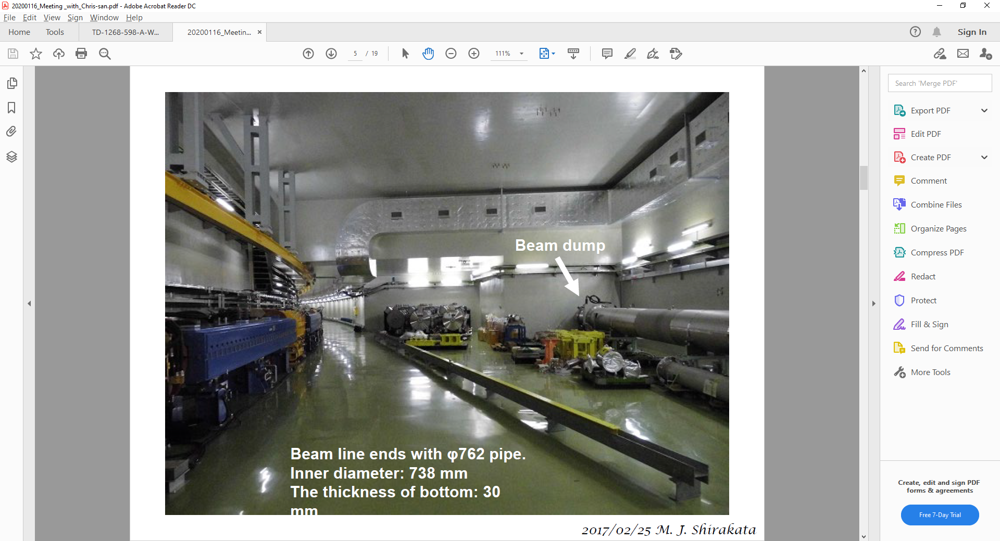 20200116_Meeting _with_Chris-san.pdf - Adobe Acrobat Reader DC
File Edit View Sign Window Help
Home Tools TD-1268-598-A-W... 20200116_Meetin... Sign In
5 / 19 111%
Search 'Merge PDF'
Export PDF
Edit PDF
Create PDF
Comment
Combine Files
Organize Pages
Compress PDF
Redact
Protect
Fill & Sign
Send for Comments
More Tools
Beam dump
Beam line ends with φ762 pipe.
Inner diameter: 738 mm
The thickness of bottom: 30
mm
2017/02/25 M. J. Shirakata
Create, edit and sign PDF
forms & agreements
Free 7-Day Trial